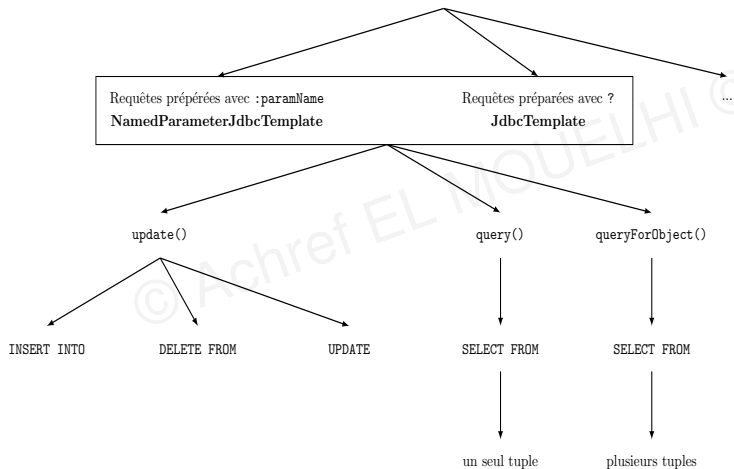 Requêtes prépérées avec :paramName
NamedParameterJdbcTemplate
Requêtes préparées avec ?
JdbcTemplate
...
update()
query()
queryForObject()
INSERT INTO
DELETE FROM
UPDATE
SELECT FROM
SELECT FROM
un seul tuple
plusieurs tuples
© Achref EL MOUELHI ©